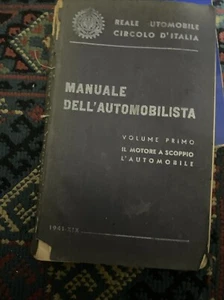 REALE AUTOMOBILE
CIRCOLO D'ITALIA
MANUALE
DELL'AUTOMOBILISTA
VOLUME PRIMO
IL MOTORE A SCOPPIO
L'AUTOMOBILE